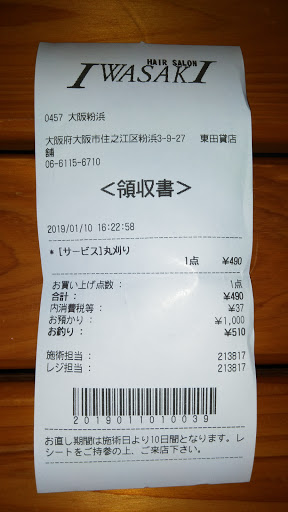 HAIR SALON
IWASAKI
0457 大阪粉浜
大阪府大阪市住之江区粉浜3-9-27 東田貸店
舗
06-6115-6710
＜領収書＞
2019/01/10 16:22:58
* [サービス]丸刈り
1点 ¥490
お買い上げ点数： 1点
合計： ¥490
内消費税等： ¥37
お預かり： ¥1,000
お釣り： ¥510
施術担当： 213817
レジ担当： 213817
2019011010039
お直し期間は施術日より10日間となります。レ
シートをご持参の上、ご来店下さい。